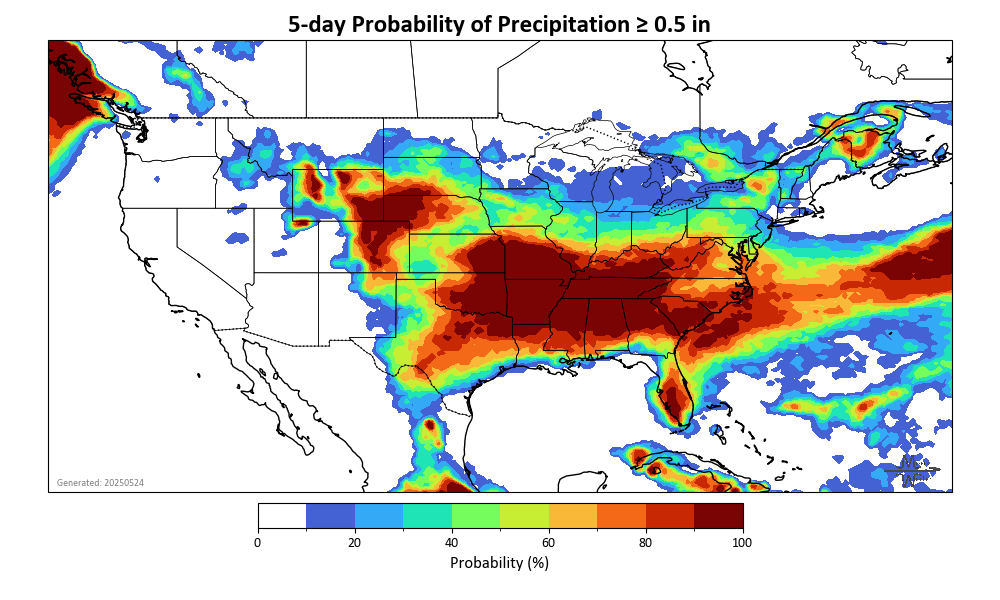 5-day Probability of Precipitation ≥ 0.5 in
Generated: 20250524
0 20 40 60 80 100
Probability (%)